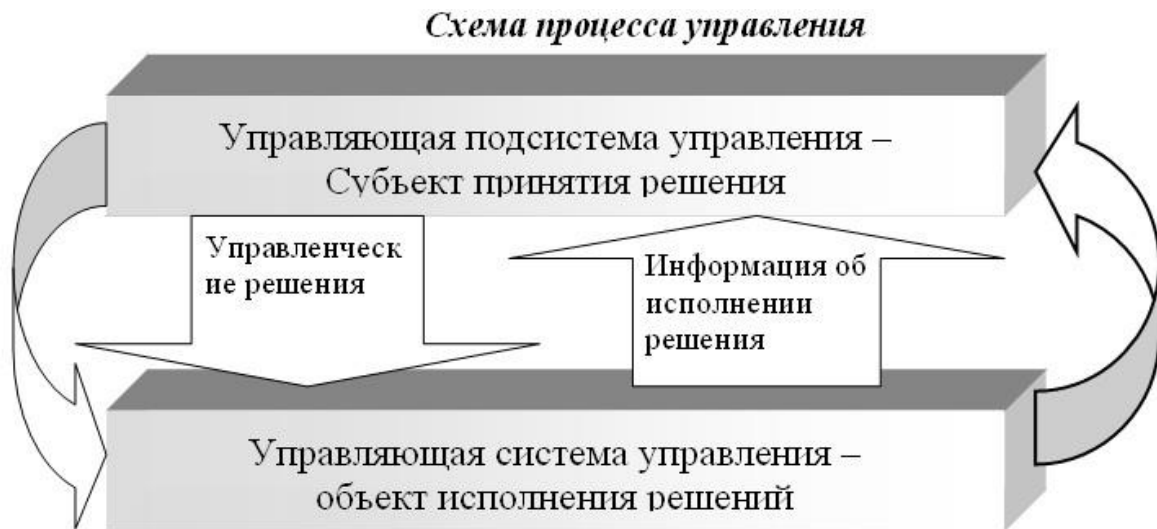 Схема процесса управления
Управляющая подсистема управления –
Субъект принятия решения
Управленческ
ие решения
Информация об
исполнении
решения
Управляющая система управления –
объект исполнения решений